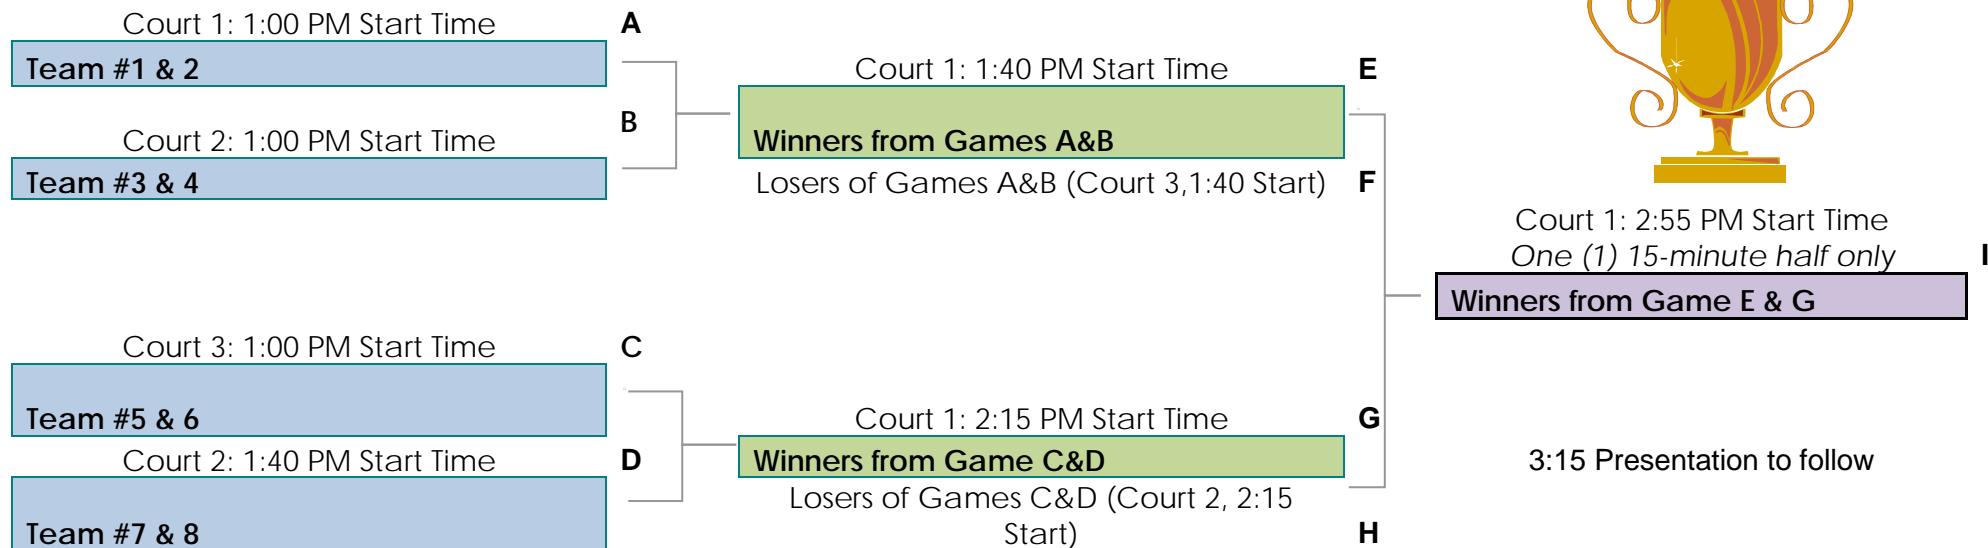 Court 1: 1:00 PM Start Time
A
Team #1 & 2
B
Court 2: 1:00 PM Start Time
Team #3 & 4
Court 1: 1:40 PM Start Time
E
Winners from Games A&B
Losers of Games A&B (Court 3,1:40 Start)
F
Court 1: 2:55 PM Start Time
One (1) 15-minute half only
I
Winners from Game E & G
Court 3: 1:00 PM Start Time
C
Team #5 & 6
Court 2: 1:40 PM Start Time
D
Team #7 & 8
Court 1: 2:15 PM Start Time
G
Winners from Game C&D
Losers of Games C&D (Court 2, 2:15
Start)
H
3:15 Presentation to follow